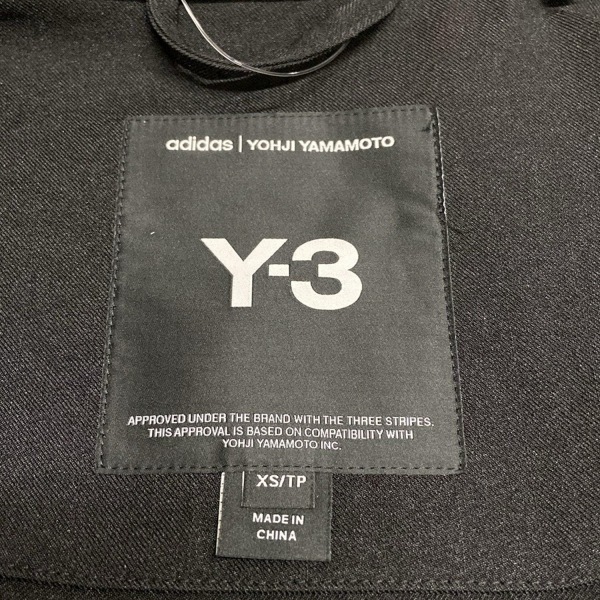 adidas | YOHJI YAMAMOTO
Y-3
APPROVED UNDER THE BRAND WITH THE THREE STRIPES.
THIS APPROVAL IS BASED ON COMPATIBILITY WITH
YOHJI YAMAMOTO INC.
XS/TP
MADE IN
CHINA